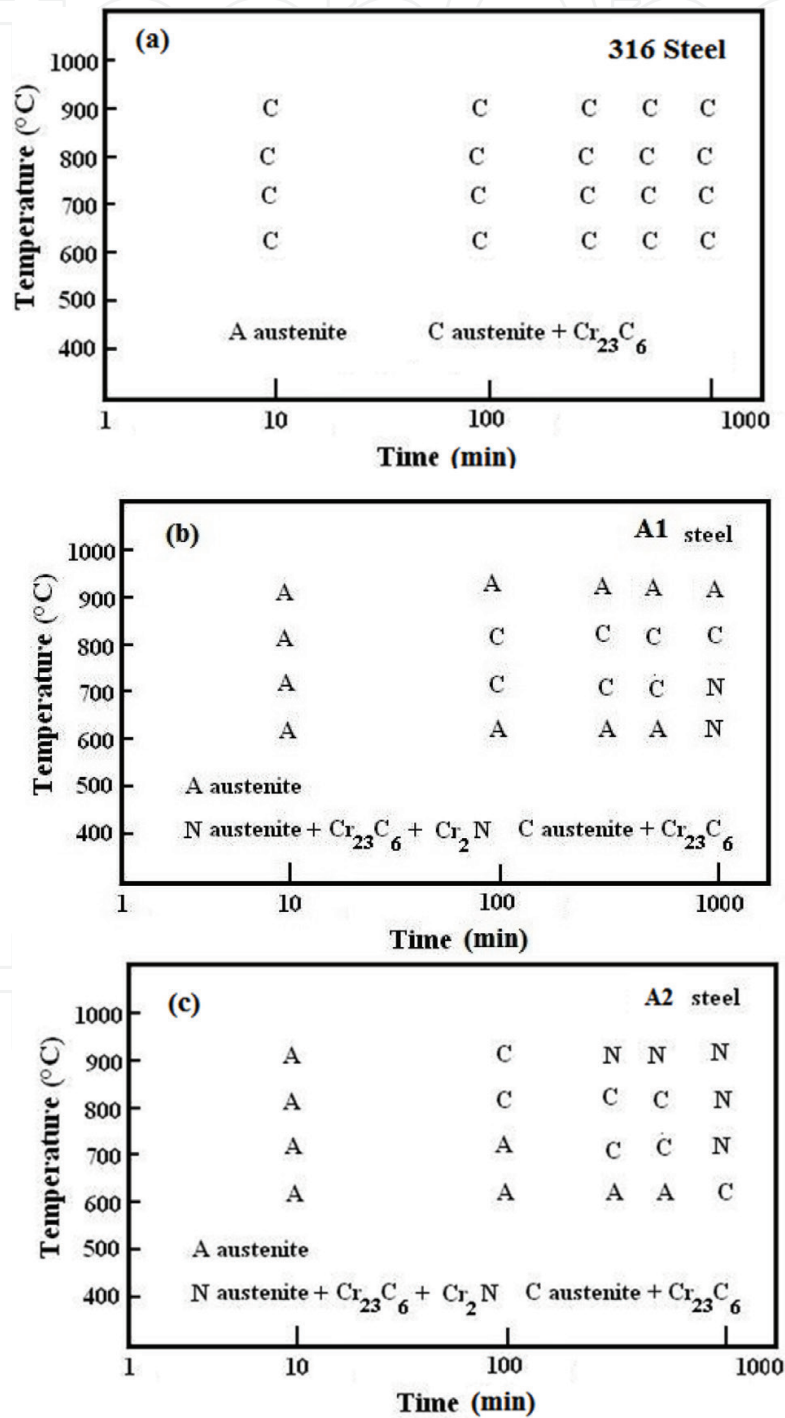 (a)
316 Steel
Temperature (°C)
1000
900 C C C C C
800 C C C C C
700 C C C C C
600 C C C C C
500
A austenite C austenite + Cr23C6
400
1 10 100 1000
Time (min)
(b)
A1 steel
Temperature (°C)
1000
900 A A A A A
800 A C C C C
700 A C C C N
600 A A A A N
500 A austenite
400 N austenite + Cr23C6 + Cr2N C austenite + Cr23C6
1 10 100 1000
Time (min)
(c)
A2 steel
Temperature (°C)
1000
900 A C N N N
800 A C C C N
700 A A C C N
600 A A A A C
500 A austenite
400 N austenite + Cr23C6 + Cr2N C austenite + Cr23C6
1 10 100 1000
Time (min)